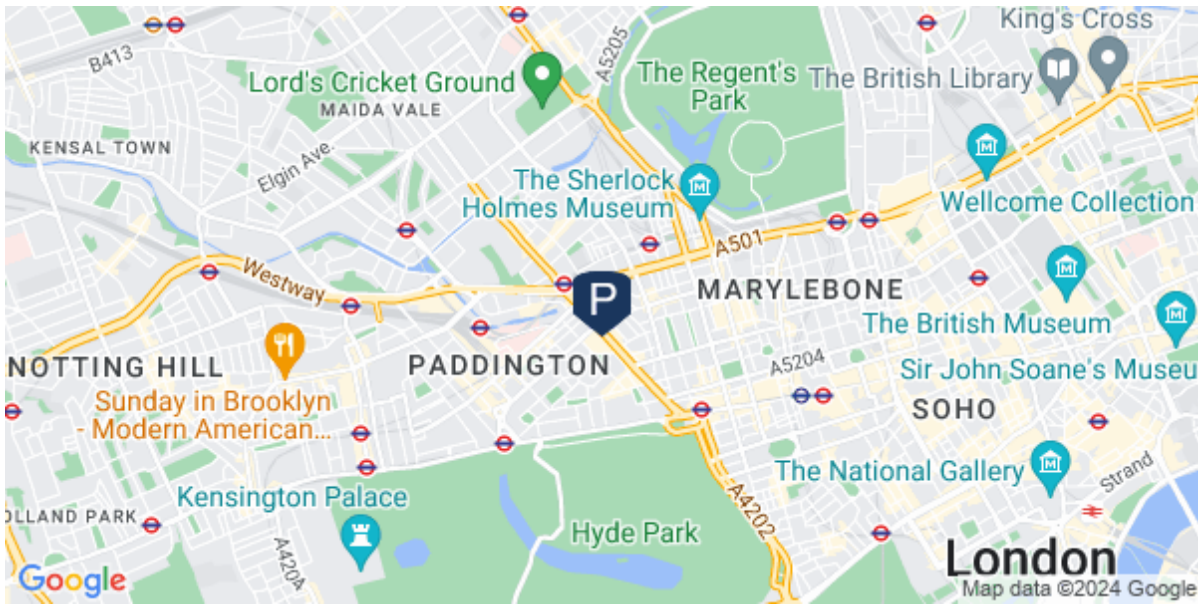 King's Cross
B413
A5205
Lord's Cricket Ground
The Regent's
Park
The British Library
MAIDA VALE
KENSAL TOWN
Elgin Ave.
The Sherlock
Holmes Museum
Wellcome Collection
A501
Westway
MARYLEBONE
P
The British Museum
NOTTING HILL
PADDINGTON
A5204
Sir John Soane's Museu
Sunday in Brooklyn
- Modern American...
SOHO
The National Gallery
Strand
Kensington Palace
A4202
OLLAND PARK
Hyde Park
A420A
London
Google
Map data ©2024 Google